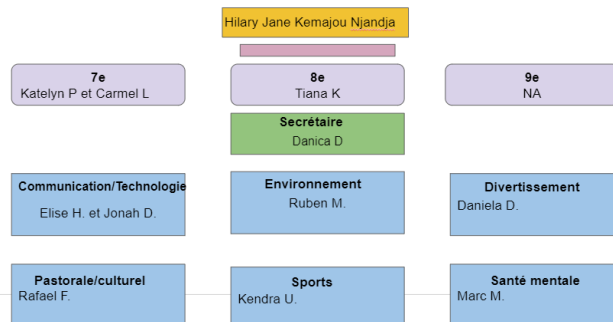 Hilary Jane Kemajou Njandja
7e
Katelyn P et Carmel L
8e
Tiana K
9e
NA
Secrétaire
Danica D
Communication/Technologie
Elise H. et Jonah D.
Environnement
Ruben M.
Divertissement
Daniela D.
Pastorale/culturel
Rafael F.
Sports
Kendra U.
Santé mentale
Marc M.